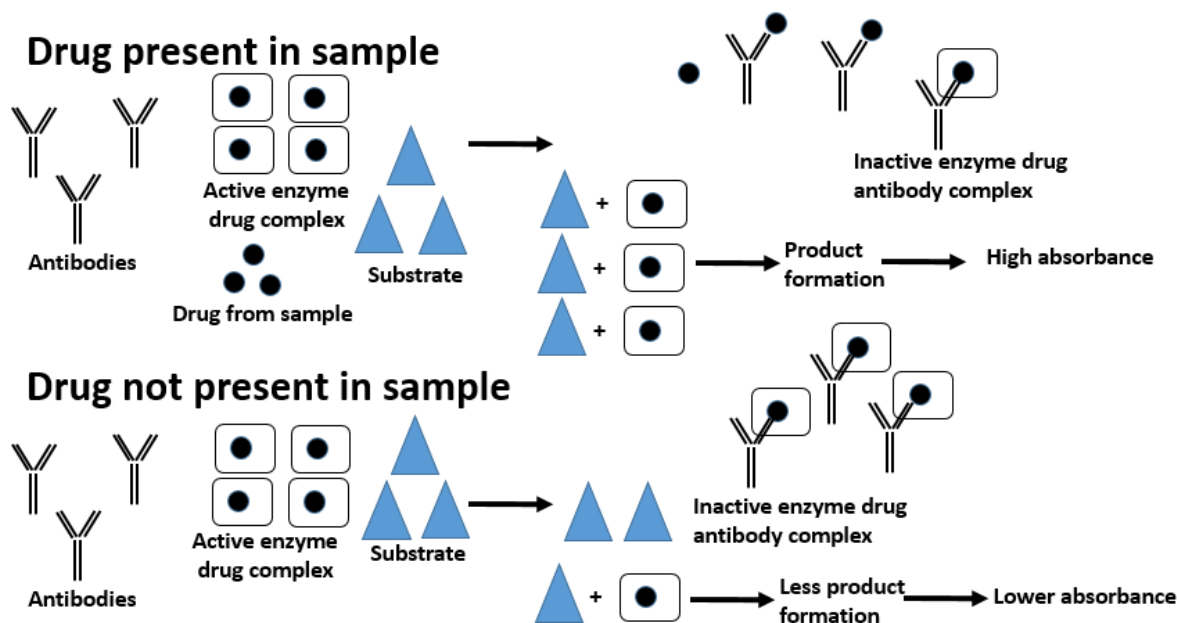 Drug present in sample
Active enzyme
drug complex
Antibodies
Drug from sample
Substrate
+
+
+
Inactive enzyme drug
antibody complex
Product
formation
High absorbance
Drug not present in sample
Antibodies
Active enzyme
drug complex
Substrate
Inactive enzyme drug
antibody complex
+
Less product
formation
Lower absorbance